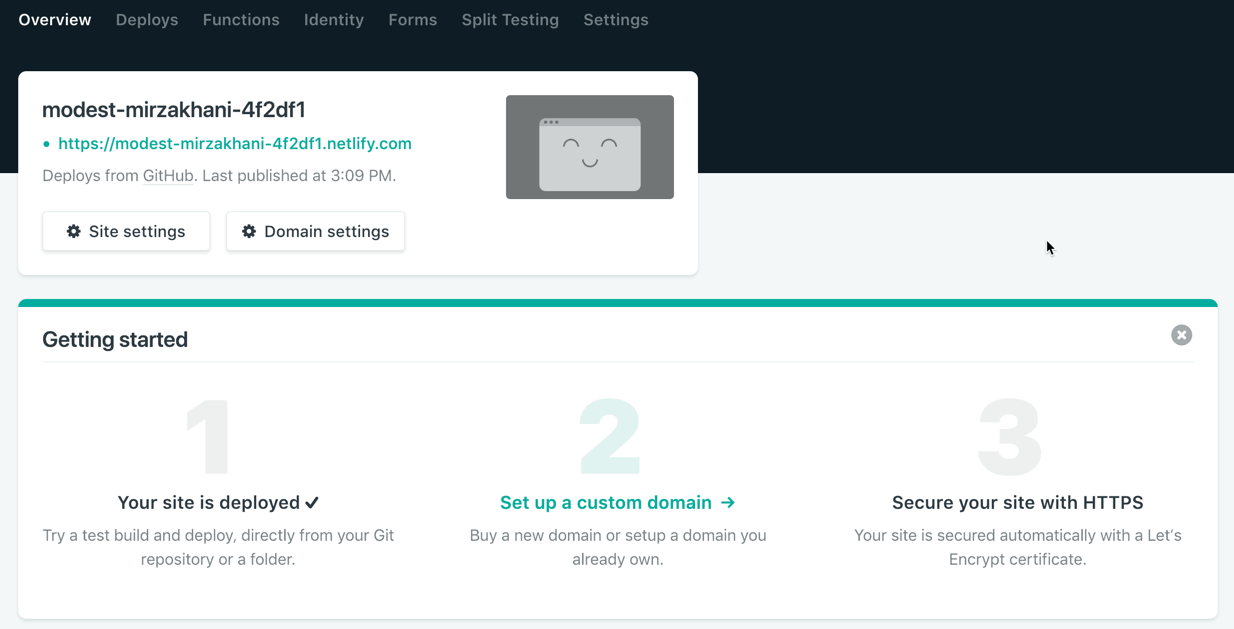 Overview Deploys Functions Identity Forms Split Testing Settings
modest-mirzakhani-4f2df1
https://modest-mirzakhani-4f2df1.netlify.com
Deploys from GitHub. Last published at 3:09 PM.
Site settings Domain settings
Getting started
1 2 3
Your site is deployed ✔ Set up a custom domain → Secure your site with HTTPS
Try a test build and deploy, directly from your Git Buy a new domain or setup a domain you Your site is secured automatically with a Let's
repository or a folder. already own. Encrypt certificate.